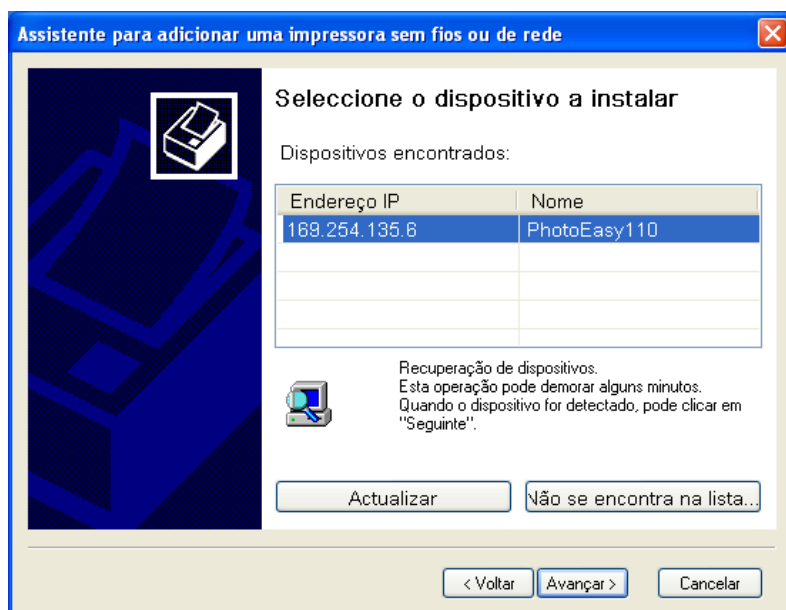 Assistente para adicionar uma impressora sem fios ou de rede
Seleccione o dispositivo a instalar
Dispositivos encontrados:
Endereço IP Nome
169.254.135.6 PhotoEasy110
Recuperação de dispositivos.
Esta operação pode demorar alguns minutos.
Quando o dispositivo for detectado, pode clicar em
"Seguinte".
Actualizar Não se encontra na lista...
< Voltar Avançar > Cancelar